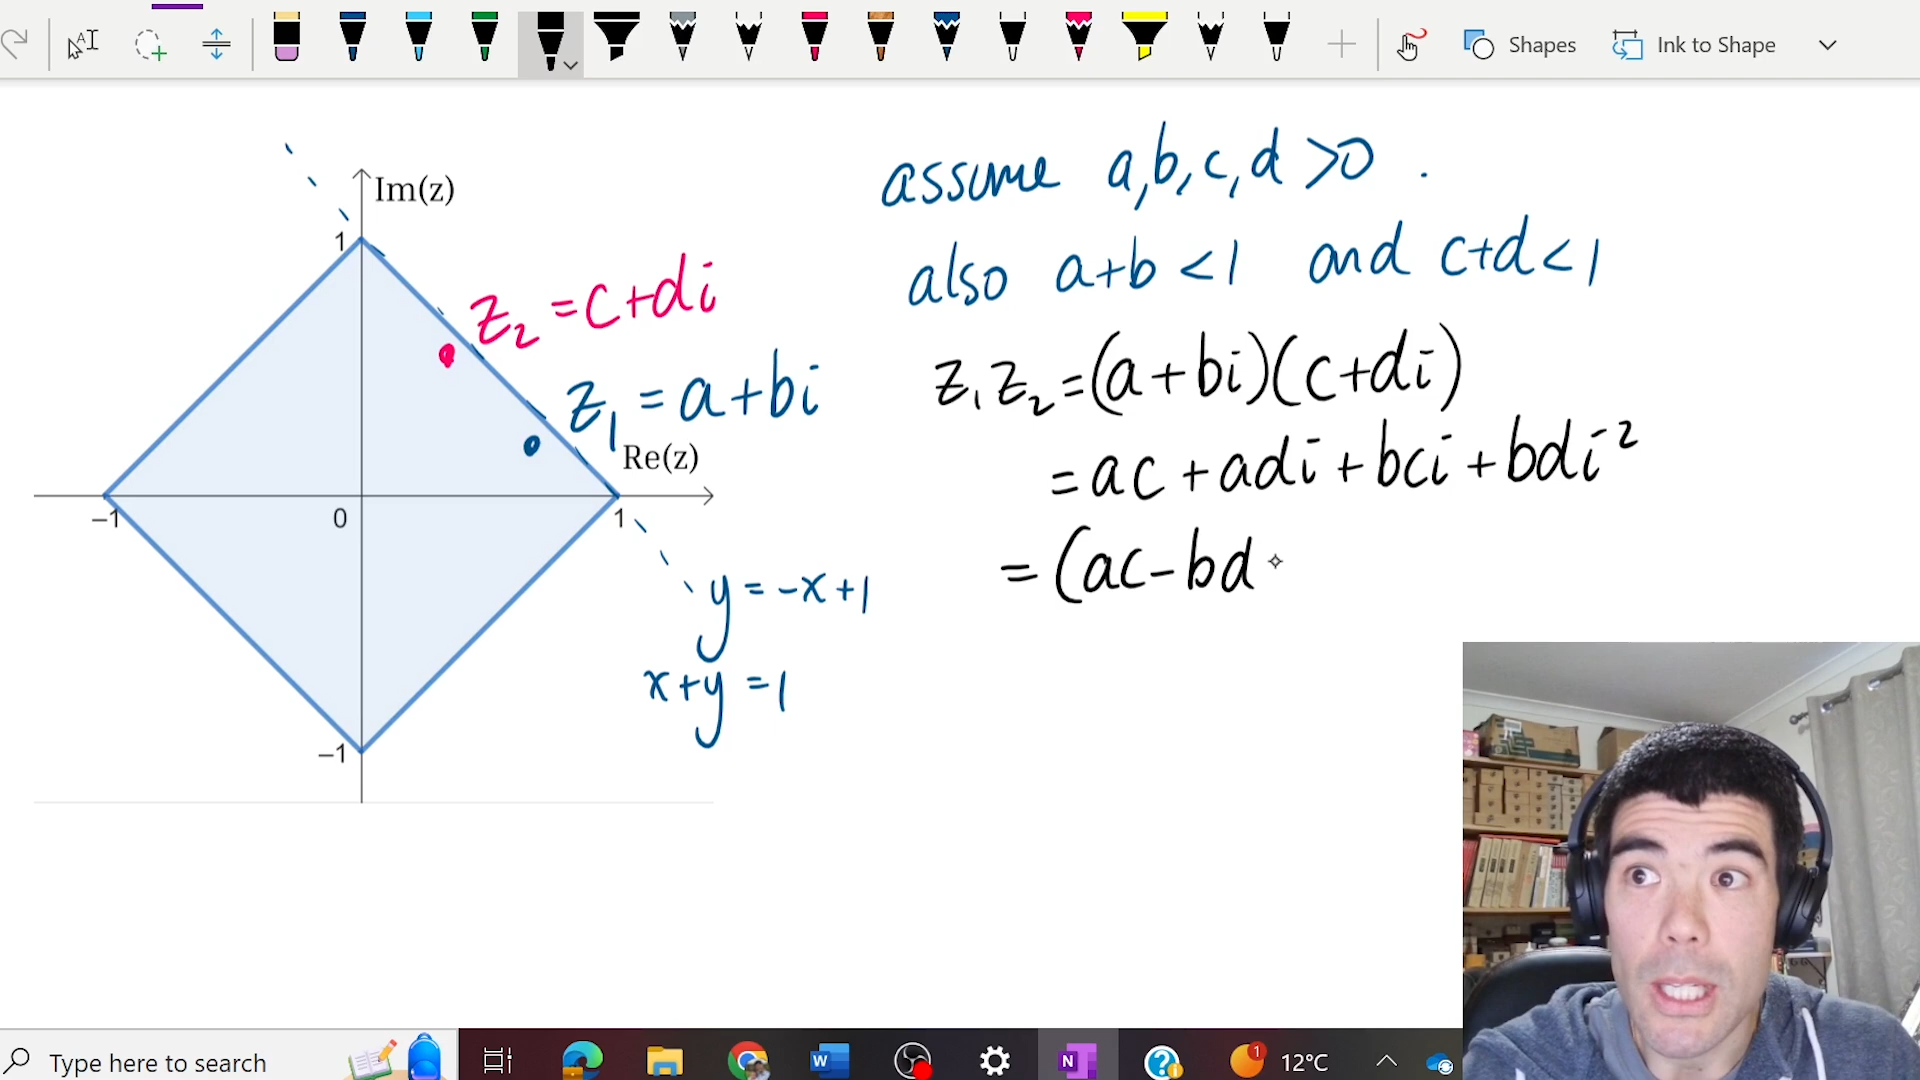 Shapes
Ink to Shape
Im(z)
1
z₂ = c+di
z₁ = a+bi
Re(z)
–1
0
1
–1
y = -x+1
x+y = 1
assume a,b,c,d >0 .
also a+b <1 and c+d<1
z₁z₂=(a+bi)(c+di)
=ac+adi+bci+bdi²
= (ac-bd
Type here to search
W
N
1
12°C